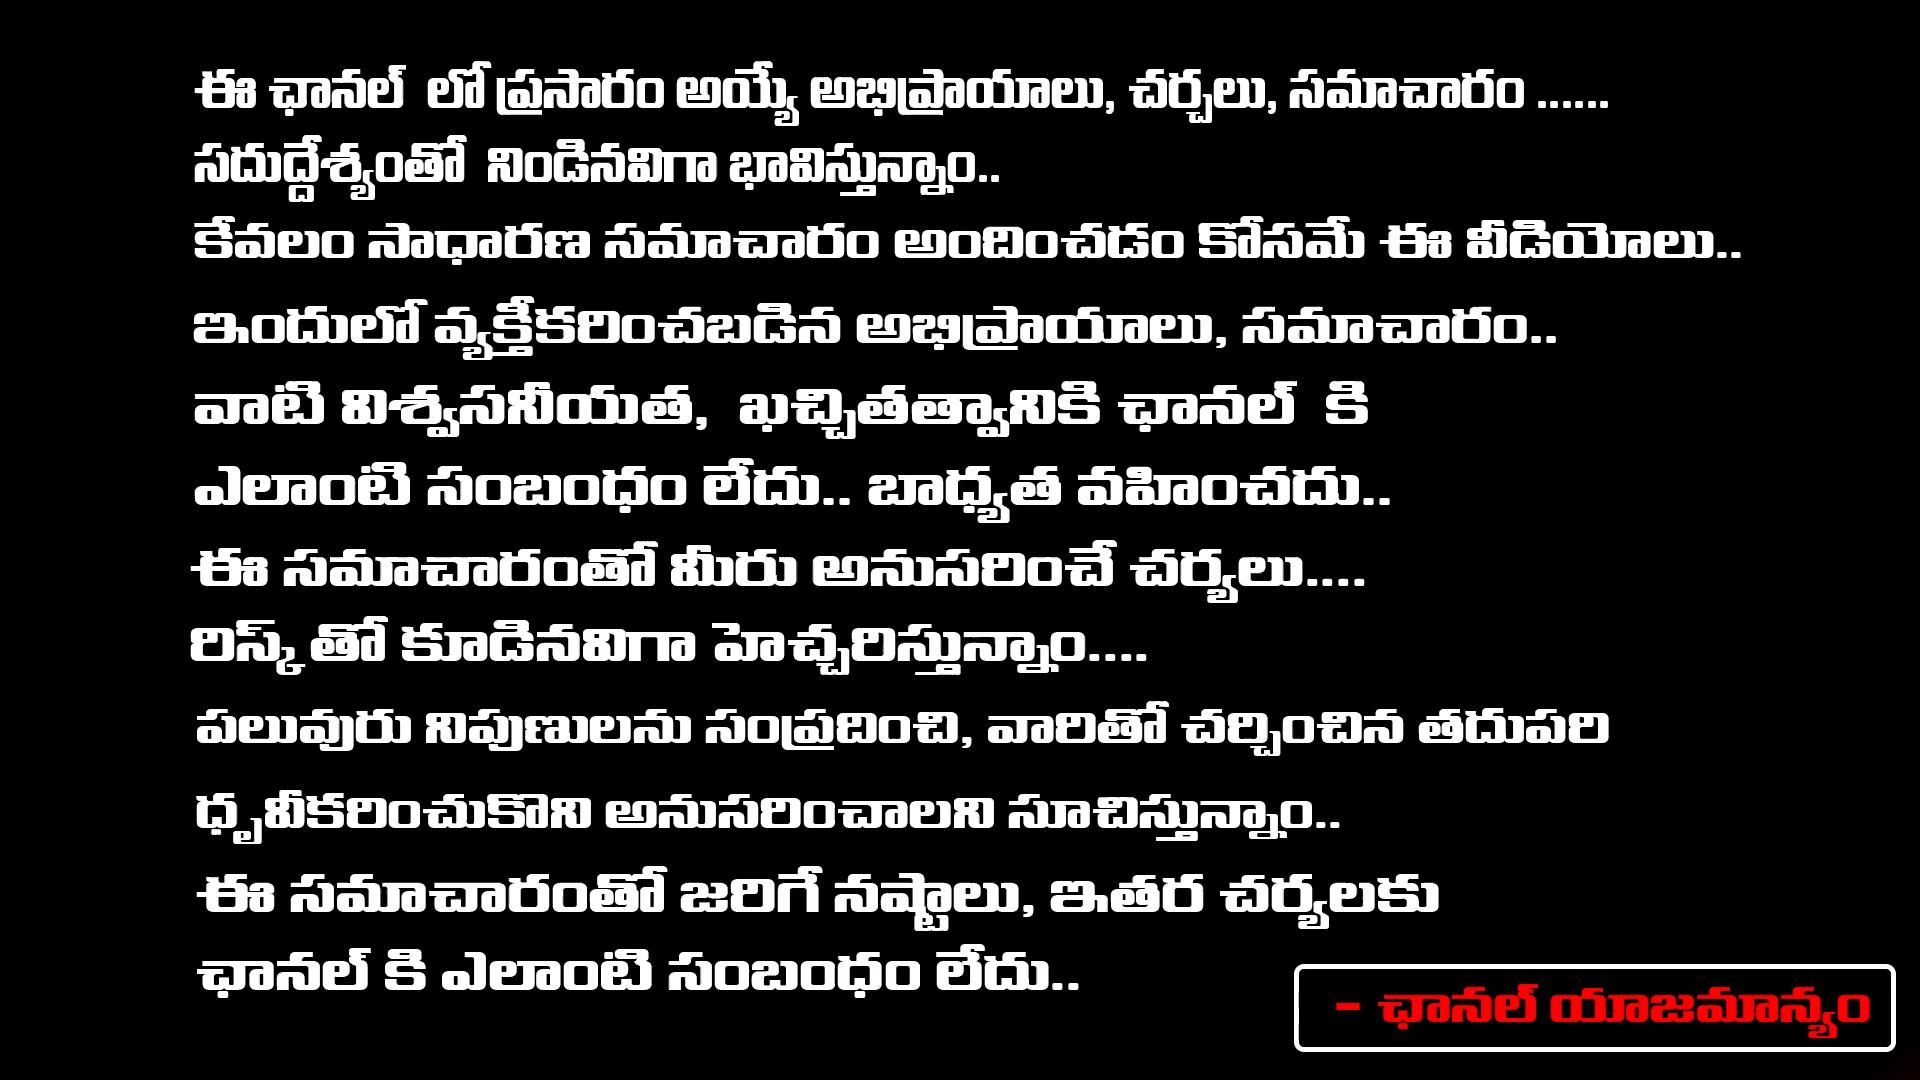 ఈ ఛానల్ లో ప్రసారం అయ్యే అభిప్రాయాలు, చర్చలు, సమాచారం ......
సదుద్దేశ్యంతో నిండినవిగా భావిస్తున్నాం..
కేవలం సాధారణ సమాచారం అందించడం కోసమే ఈ వీడియోలు..
ఇందులో వ్యక్తీకరించబడిన అభిప్రాయాలు, సమాచారం..
వాటి విశ్వసనీయత, ఖచ్చితత్వానికి ఛానల్ కి
ఎలాంటి సంబంధం లేదు.. బాధ్యత వహించదు..
ఈ సమాచారంతో మీరు అనుసరించే చర్యలు....
రిస్క్ తో కూడినవిగా హెచ్చరిస్తున్నాం....
పలువురు నిపుణులను సంప్రదించి, వారితో చర్చించిన తదుపరి
ధృవీకరించుకొని అనుసరించాలని సూచిస్తున్నాం..
ఈ సమాచారంతో జరిగే నష్టాలు, ఇతర చర్యలకు
ఛానల్ కి ఎలాంటి సంబంధం లేదు..
- ఛానల్ యాజమాన్యం